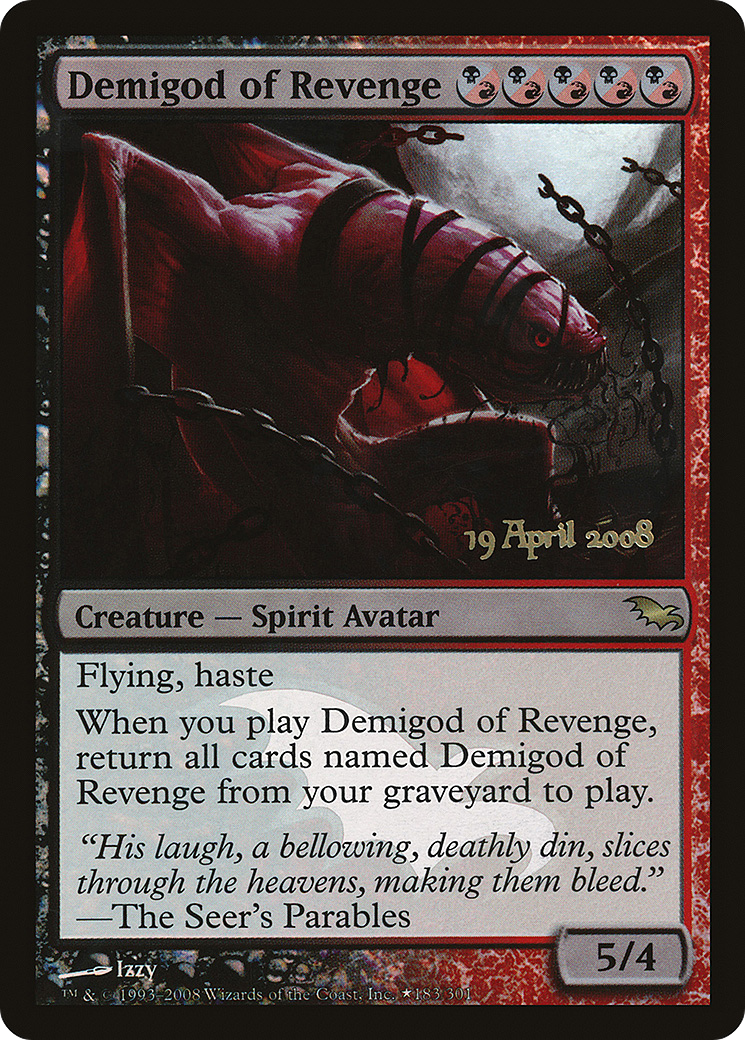 Demigod of Revenge
19 April 2008
Creature — Spirit Avatar
Flying, haste
When you play Demigod of Revenge,
return all cards named Demigod of
Revenge from your graveyard to play.
“His laugh, a bellowing, deathly din, slices
through the heavens, making them bleed.”
—The Seer’s Parables
5/4
Izzy
™ & © 1993–2008 Wizards of the Coast, Inc. ★183/301